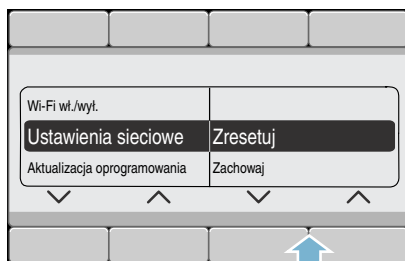 Wi-Fi wł./wył.
Ustawienia sieciowe Zresetuj
Aktualizacja oprogramowania Zachowaj